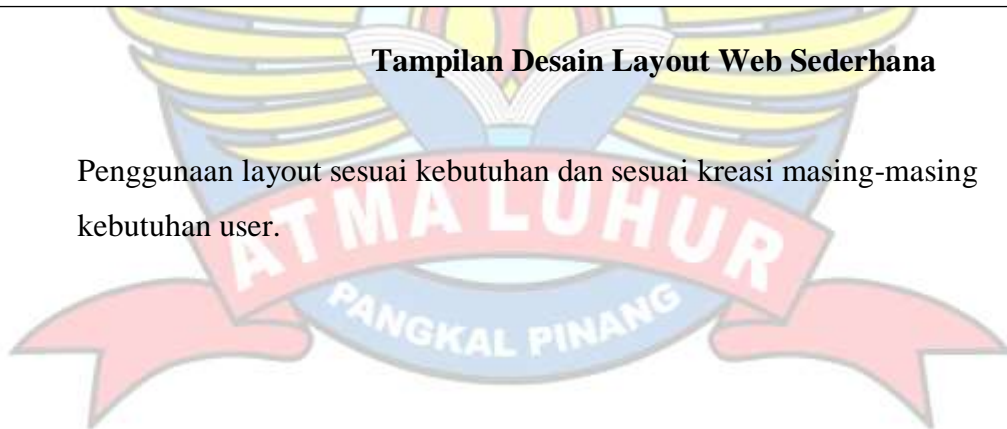 Tampilan Desain Layout Web Sederhana
Penggunaan layout sesuai kebutuhan dan sesuai kreasi masing-masing
kebutuhan user.
ATMA LUHUR
PANGKAL PINANG